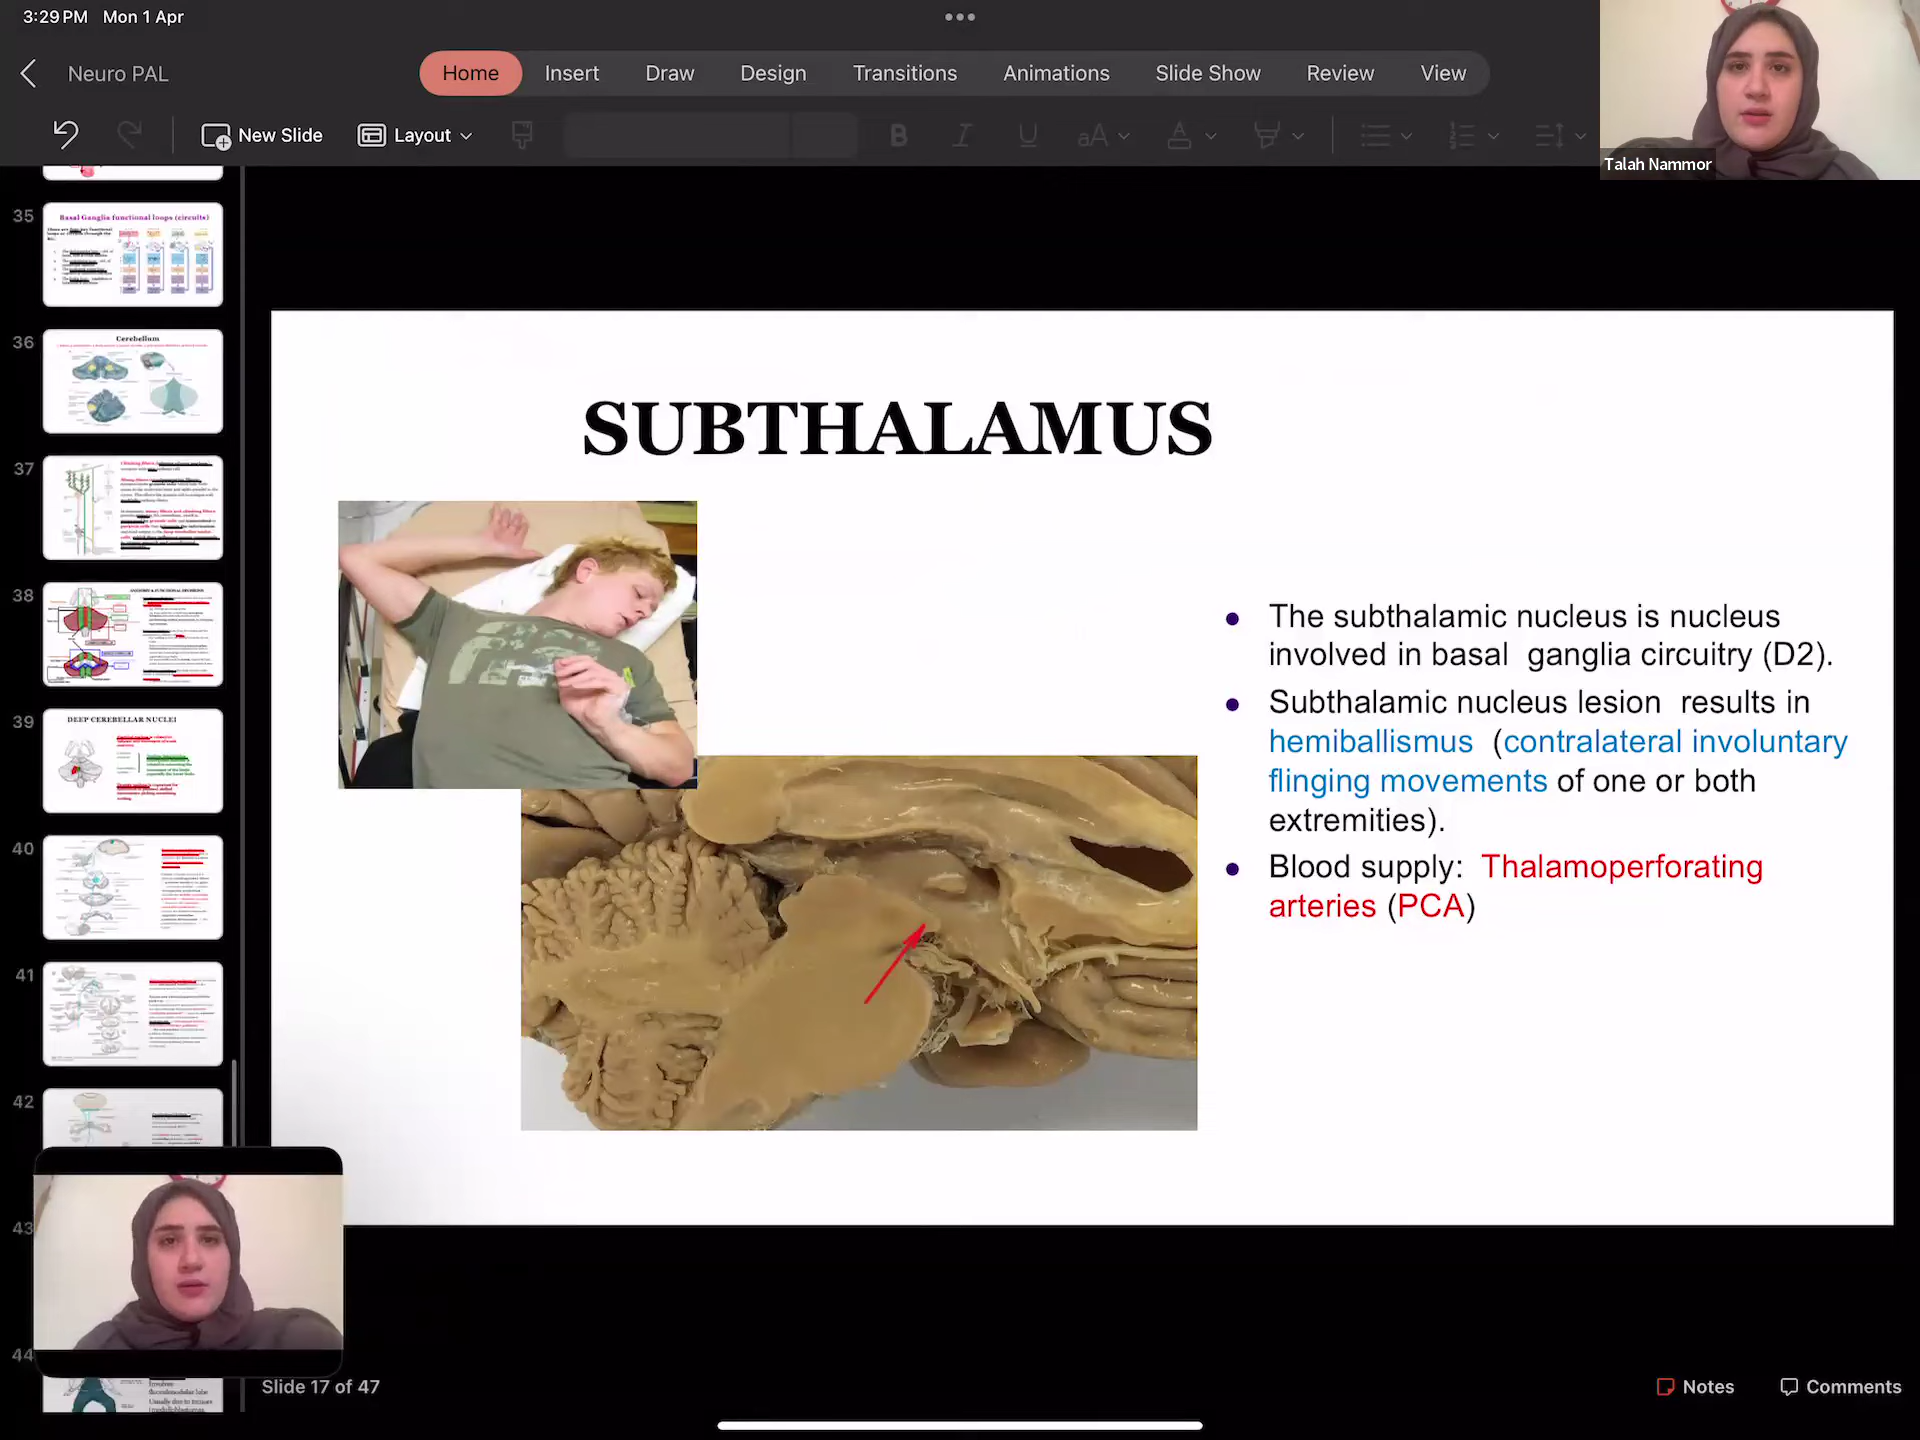 3:29 PM Mon 1 Apr
Neuro PAL
Home Insert Draw Design Transitions Animations Slide Show Review View
New Slide Layout B I U aA A
Talah Nammor
35
Basal Ganglia functional loops (circuits)
36
Cerebellum
37
38
39
DEEP CEREBELLAR NUCLEI
40
41
42
43
44
SUBTHALAMUS
The subthalamic nucleus is nucleus
involved in basal ganglia circuitry (D2).
Subthalamic nucleus lesion results in
hemiballismus (contralateral involuntary
flinging movements of one or both
extremities).
Blood supply: Thalamoperforating
arteries (PCA)
Slide 17 of 47
Notes Comments